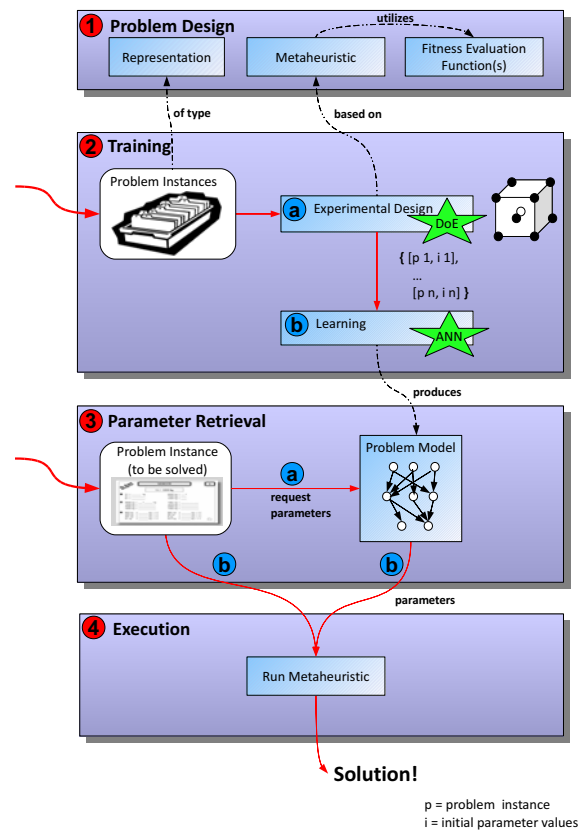 1 Problem Design
utilizes
Representation
Metaheuristic
Fitness Evaluation
Function(s)
of type
based on
2 Training
Problem Instances
a Experimental Design
DoE
{ [p 1, i 1],
...
[p n, i n] }
b Learning
ANN
produces
3 Parameter Retrieval
Problem Instance
(to be solved)
a
request
parameters
Problem Model
b
b
parameters
4 Execution
Run Metaheuristic
Solution!
p = problem instance
i = initial parameter values